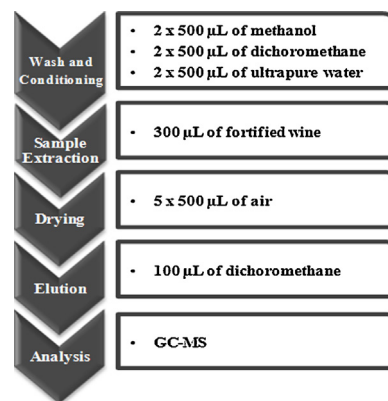 Wash and
Conditioning
• 2 x 500 µL of methanol
• 2 x 500 µL of dichoromethane
• 2 x 500 µL of ultrapure water
Sample
Extraction
• 300 µL of fortified wine
Drying
• 5 x 500 µL of air
Elution
• 100 µL of dichoromethane
Analysis
• GC-MS